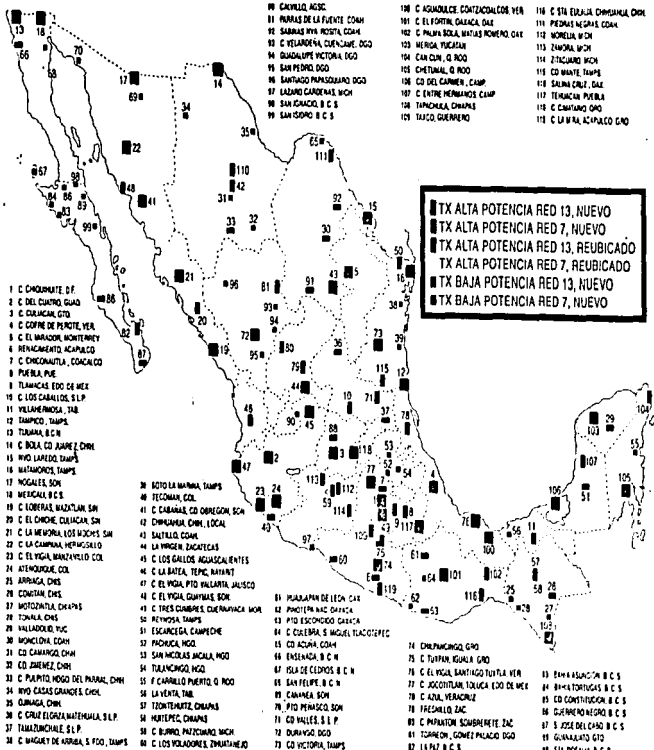 90 CALVILLO, AGSC.
91 PARRAS DE LA FUENTE, COAH.
92 SABINAS NVA ROSITA, COAH.
93 C VELARDEÑA, CUENCAME, DGO.
94 GUADALUPE VICTORIA, DGO
95 SAN PEDRO, DGO
96 SANTIAGO PAPASQUIARO, DGO
97 LAZARO CARDENAS, MICH
98 SAN IGNACIO, B C S
99 SAN ISIDRO, B C S
100 C AGUADULCE, COATZACOALCOS, VER
101 C EL FORTIN, OAXACA, OAX
102 C PALMA SOLA, MATIAS ROMERO, OAX
103 MERIDA, YUCATAN
104 CAN CUN, Q. ROO
105 CHETUMAL, Q. ROO
106 CD DEL CARMEN, CAMP
107 C ENTRE HERMANOS, CAMP
108 TAPACHULA, CHIAPAS
109 TAXCO, GUERRERO
110 C STA EULALIA, CHIHUAHUA, CHIH.
111 PIEDRAS NEGRAS, COAH
112 MORELIA, MICH
113 ZAMORA, MICH
114 ZITACUARO, MICH
115 CD MANTE, TAMPS
116 SALINA CRUZ, OAX
117 TEHUACAN, PUEBLA
118 C CIMATARIO, QRO
119 C LA MIRA, ACAPULCO, GRO
TX ALTA POTENCIA RED 13, NUEVO
TX ALTA POTENCIA RED 7, NUEVO
TX ALTA POTENCIA RED 13, REUBICADO
TX ALTA POTENCIA RED 7, REUBICADO
TX BAJA POTENCIA RED 13, NUEVO
TX BAJA POTENCIA RED 7, NUEVO
1 C CHIQUIHUITE, D.F.
2 C DEL CUATRO, GUAD.
3 C CULIACAN, GTO
4 C COFRE DE PEROTE, VER.
5 C EL MIRADOR, MONTERREY
6 RENACIMIENTO, ACAPULCO
7 C CHICONAUTLA, COACALCO
8 PUEBLA, PUE.
9 TLAMACAS, EDO DE MEX
10 C LOS CABALLOS, S L P
11 VILLAHERMOSA, TAB.
12 TAMPICO, TAMPS.
13 TIJUANA, B.C.N
14 C BOLA, CD JUAREZ, CHIH.
15 NVO LAREDO, TAMPS
16 MATAMOROS, TAMPS.
17 NOGALES, SON
18 MEXICALI, B C S
19 C LOBERAS, MAZATLAN, SIN
20 C EL CHICHE, CULIACAN, SIN
21 C LA MEMORIA, LOS MOCHIS, SIN
22 C LA CAMPANA, HERMOSILLO
23 C EL VIGIA, MANZANILLO, COL
24 ATENQUIQUE, COL
25 ARRIAGA, CHIS
26 COMITAN, CHIS.
27 MOTOZINTLA, CHIAPAS
28 TONALA, CHIS
29 VALLADOLID, YUC
30 MONCLOVA, COAH
31 CD CAMARGO, CHIH
32 CD JIMENEZ, CHIH
33 C PULPITO, HIDGO DEL PARRAL, CHIH
34 NVO CASAS GRANDES, CHIH.
35 OJINAGA, CHIH.
36 C CRUZ ELORZA, MATEHUALA, S.L.P.
37 TAMAZUNCHALE, S L.P.
38 C MAGUEY DE ARRIBA, S. FDO, TAMPS
39 SOTO LA MARINA, TAMPS
40 TECOMAN, COL.
41 C CABAÑAS, CD OBREGON, SON
42 CHIHUAHUA, CHIH., LOCAL
43 SALTILLO, COAH.
44 LA VIRGEN, ZACATECAS
45 C LOS GALLOS, AGUASCALIENTES
46 C LA BATEA, TEPIC, NAYARIT
47 C EL VIGIA, PTO VALLARTA, JALISCO
48 C EL VIGIA, GUAYMAS, SON.
49 C TRES CUMBRES, CUERNAVACA, MOR
50 REYNOSA, TAMPS
51 ESCARCEGA, CAMPECHE
52 PACHUCA, HGO.
53 SAN NICOLAS JACALA, HGO
54 TULANCINGO, HGO.
55 F CARRILLO PUERTO, Q. ROO
56 LA VENTA, TAB.
57 TZONTEHUITZ, CHIAPAS
58 HUITEPEC, CHIAPAS
59 C BURRO, PATZCUARO, MICH.
60 C LOS VOLADORES, ZIHUATANEJO
61 HUAJUAPAN DE LEON, OAX
62 PINOTEPA NAC, OAXACA
63 PTO ESCONDIDO, OAXACA
64 C CULEBRA, S. MIGUEL TLACOTEPEC
65 CD ACUÑA, COAH
66 ENSENADA, B C N
67 ISLA DE CEDROS, B C N
68 SAN FELIPE, B C N
69 CANANEA, SON
70 PTO PEÑASCO, SON
71 CD VALLES, S L P
72 DURANGO, DGO
73 CD VICTORIA, TAMPS
74 CHILPANCINGO, GRO
75 C TUXPAN, IGUALA, GRO
76 C EL VIGIA, SANTIAGO TUXTLA, VER
77 C JOCOTITLAN, TOLUCA, EDO DE MEX
78 C AZUL, VERACRUZ
79 FRESNILLO, ZAC
80 C PAPANTON, SOMBRERETE, ZAC
81 TORREON, GOMEZ PALACIO, DGO
82 LA PAZ, B C S
83 BAHIA ASUNCION, B C S
84 BAHIA TORTUGAS, B C S
85 CD CONSTITUCION, B C S
86 GUERRERO NEGRO, B C S
87 S JOSE DEL CABO, B C S
88 GUANAJUATO, GTO